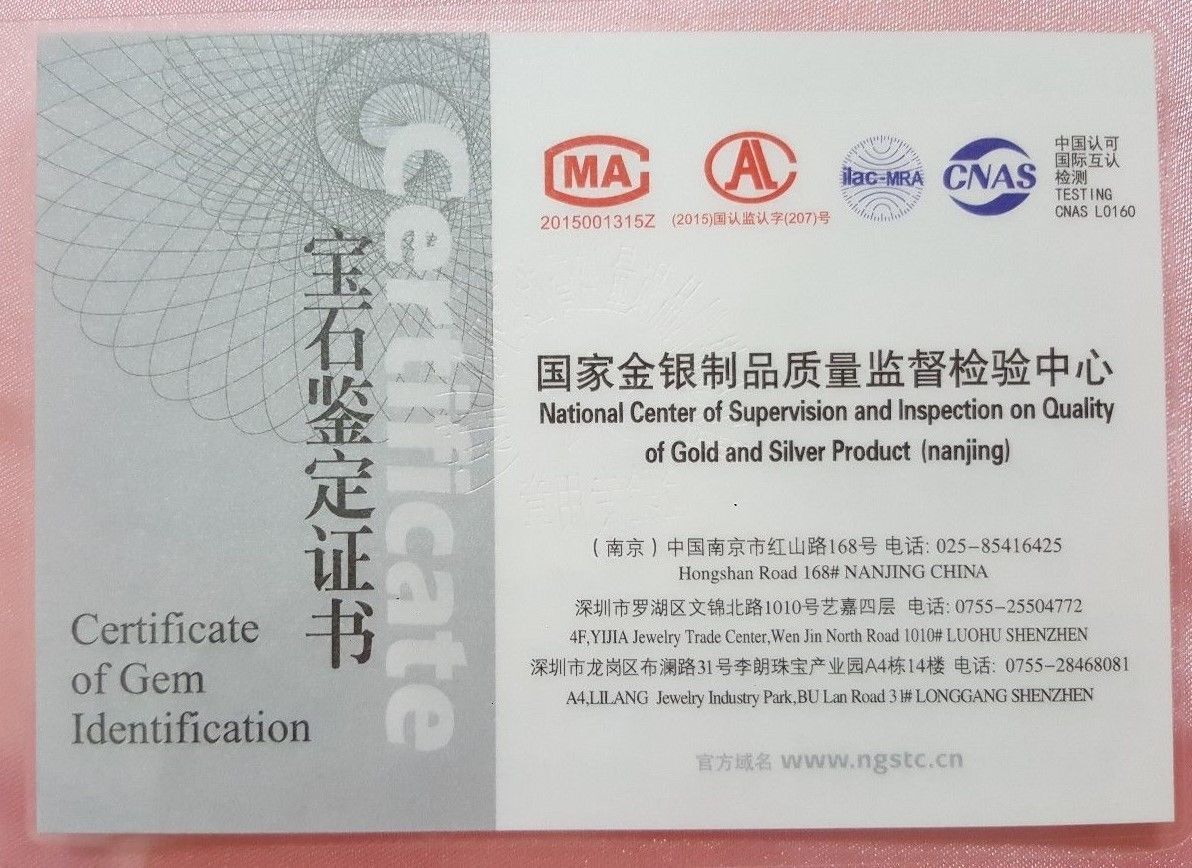 Certificate
宝石鉴定证书
Certificate
of Gem
Identification
MA
2015001315Z
CAL
(2015)国认监认字(207)号
ilac-MRA
CNAS
中国认可
国际互认
检测
TESTING
CNAS L0160
国家金银制品质量监督检验中心
National Center of Supervision and Inspection on Quality
of Gold and Silver Product (nanjing)
（南京）中国南京市红山路168号 电话: 025-85416425
Hongshan Road 168# NANJING CHINA
深圳市罗湖区文锦北路1010号艺嘉四层 电话: 0755-25504772
4F,YIJIA Jewelry Trade Center,Wen Jin North Road 1010# LUOHU SHENZHEN
深圳市龙岗区布澜路31号李朗珠宝产业园A4栋14楼 电话: 0755-28468081
A4,LILANG Jewelry Industry Park,BU Lan Road 31# LONGGANG SHENZHEN
官方域名 www.ngstc.cn